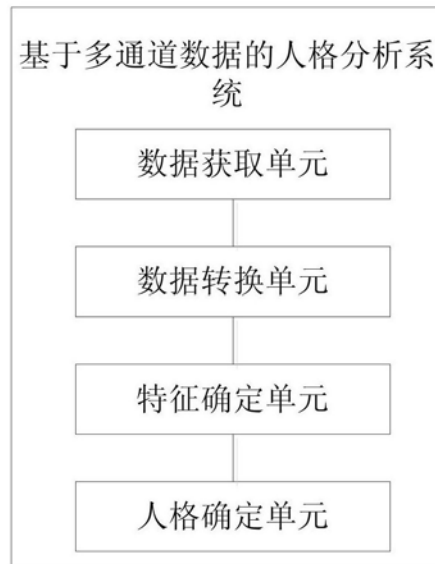 基于多通道数据的人格分析系
统
数据获取单元
数据转换单元
特征确定单元
人格确定单元